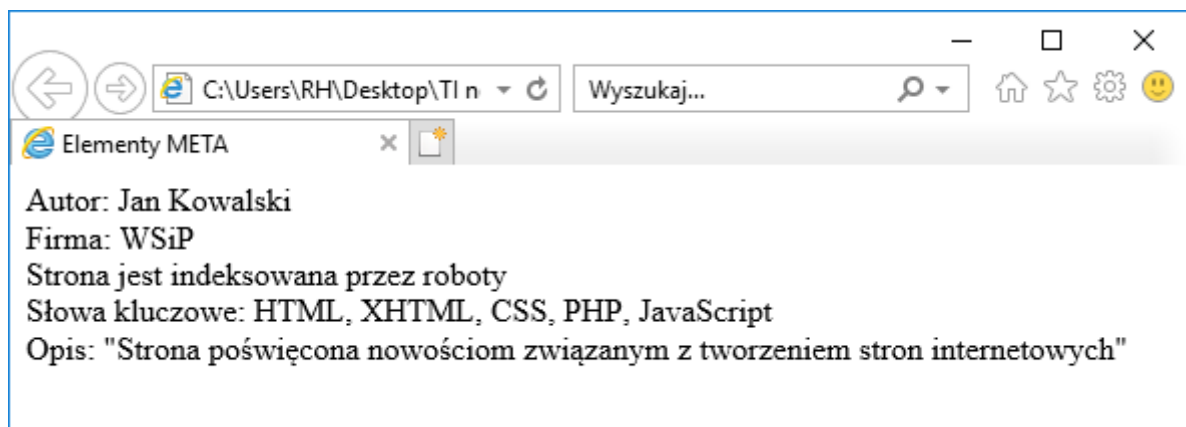 C:\Users\RH\Desktop\TI n
Wyszukaj...
Elementy META
Autor: Jan Kowalski
Firma: WSiP
Strona jest indeksowana przez roboty
Słowa kluczowe: HTML, XHTML, CSS, PHP, JavaScript
Opis: "Strona poświęcona nowościom związanym z tworzeniem stron internetowych"